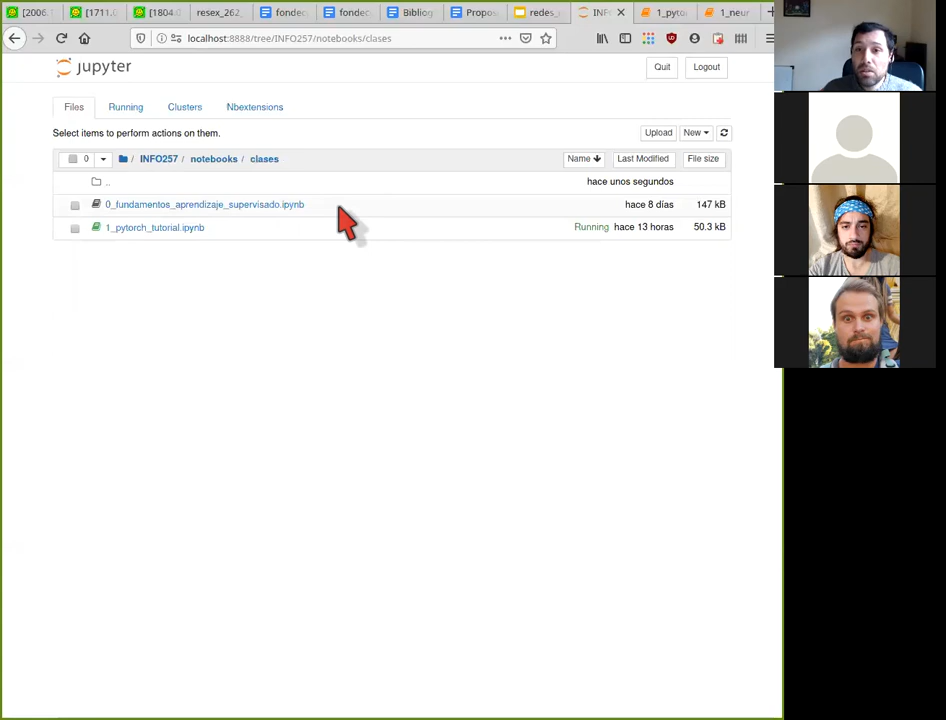 [2006. [1711.0 [1804.0 resex_262_ fondec fondec Bibliog Propos redes_ INFO 1_pyto 1_neur
localhost:8888/tree/INFO257/notebooks/clases
jupyter Quit Logout
Files Running Clusters Nbextensions
Select items to perform actions on them. Upload New
0 / INFO257 / notebooks / clases Name Last Modified File size
.. hace unos segundos
0_fundamentos_aprendizaje_supervisado.ipynb hace 8 días 147 kB
1_pytorch_tutorial.ipynb Running hace 13 horas 50.3 kB